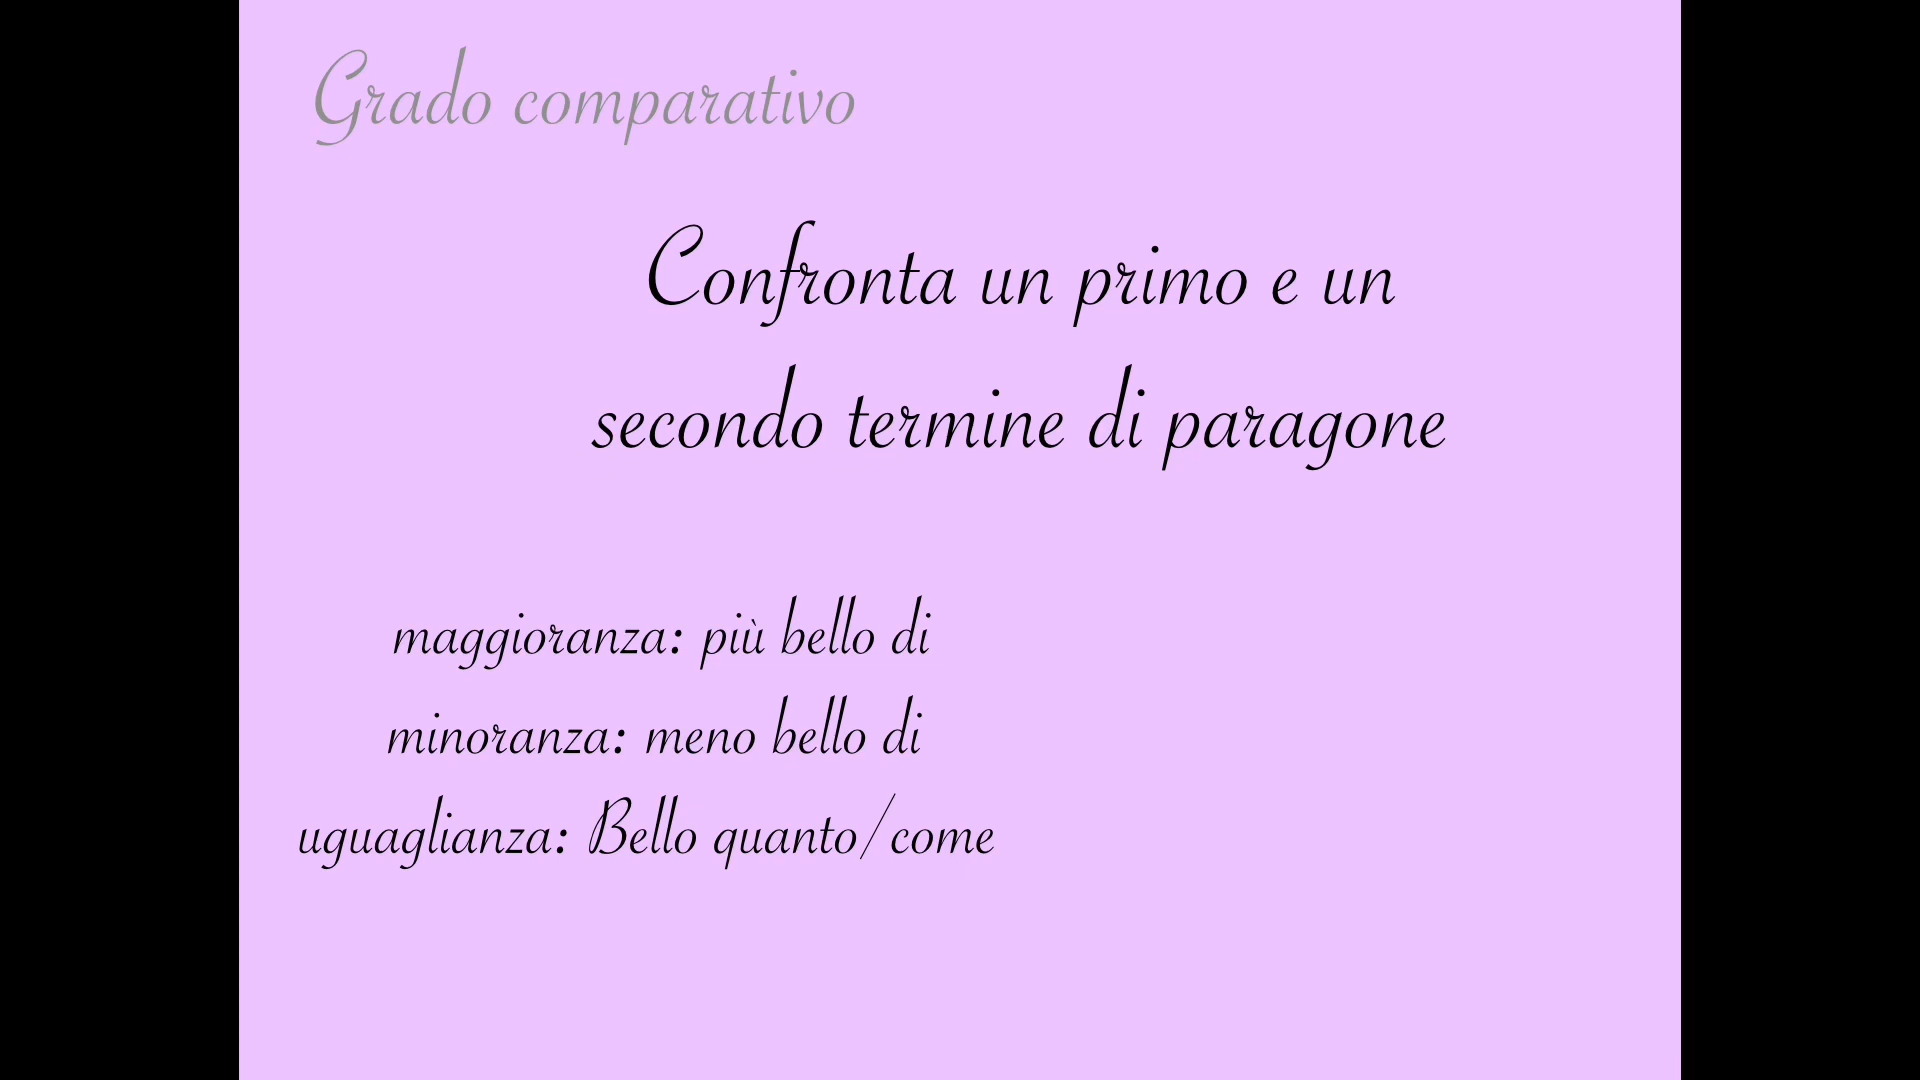 Grado comparativo
Confronta un primo e un
secondo termine di paragone
maggioranza: più bello di
minoranza: meno bello di
uguaglianza: Bello quanto/come